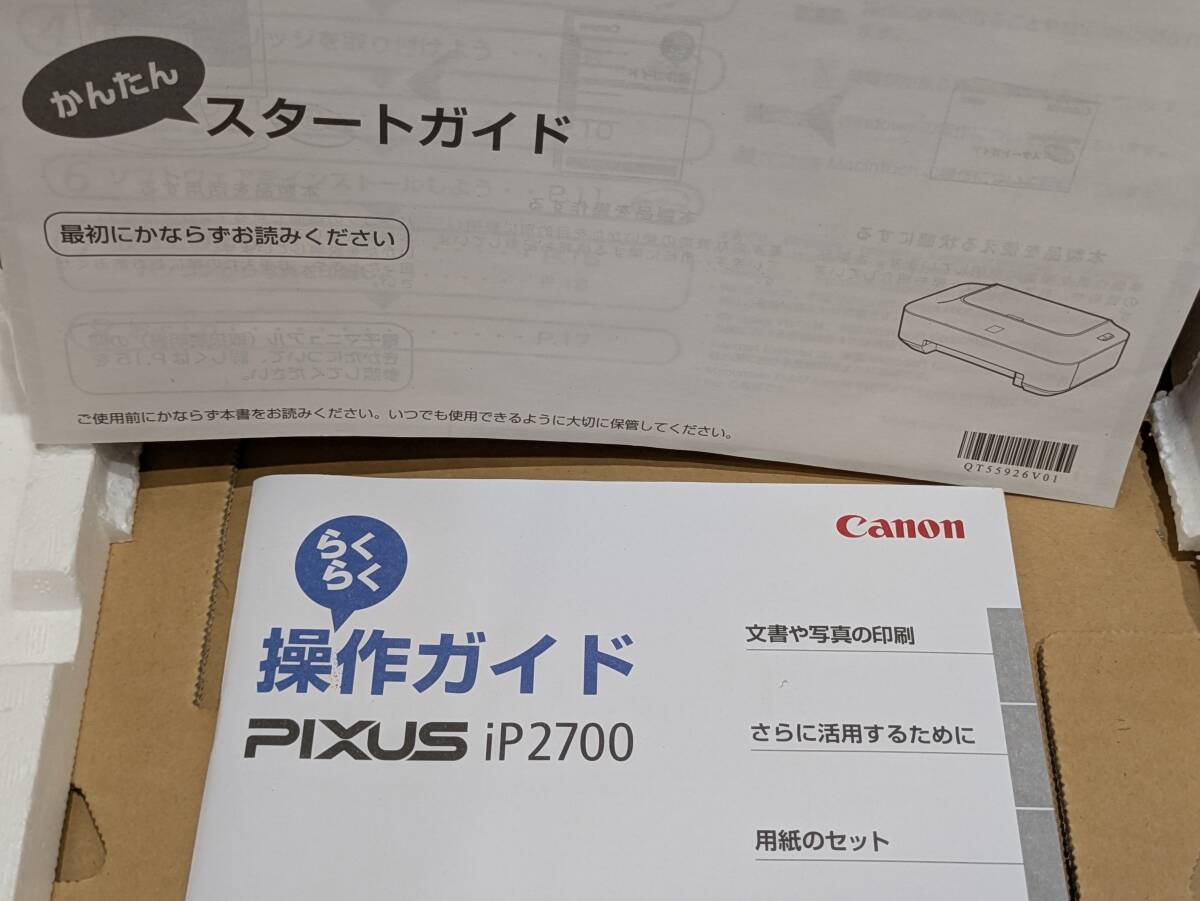 かんたん
スタートガイド
最初にかならずお読みください
ご使用前にかならず本書をお読みください。いつでも使用できるように大切に保管してください。
QT55926V01
Canon
らく
らく
操作ガイド
PIXUS iP2700
文書や写真の印刷
さらに活用するために
用紙のセット